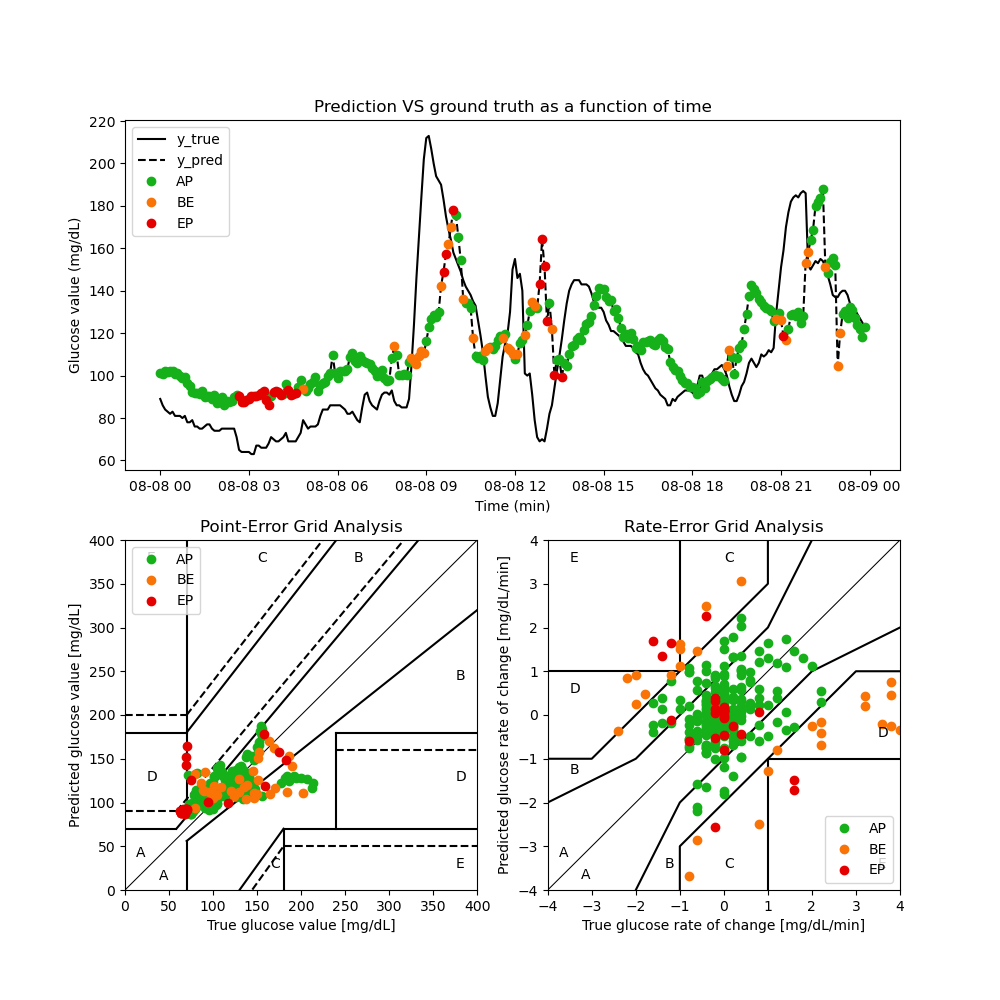 Prediction VS ground truth as a function of time
Glucose value (mg/dL)
220
200
180
160
140
120
100
80
60
y_true
y_pred
AP
BE
EP
08-08 00 08-08 03 08-08 06 08-08 09 08-08 12 08-08 15 08-08 18 08-08 21 08-09 00
Time (min)
Point-Error Grid Analysis
Predicted glucose value [mg/dL]
400
350
300
250
200
150
100
50
0
AP
BE
EP
C
B
B
D
D
A
A
C
E
0 50 100 150 200 250 300 350 400
True glucose value [mg/dL]
Rate-Error Grid Analysis
Predicted glucose rate of change [mg/dL/min]
4
3
2
1
0
−1
−2
−3
−4
E
C
D
D
B
A
A
B
C
AP
BE
EP
−4 −3 −2 −1 0 1 2 3 4
True glucose rate of change [mg/dL/min]